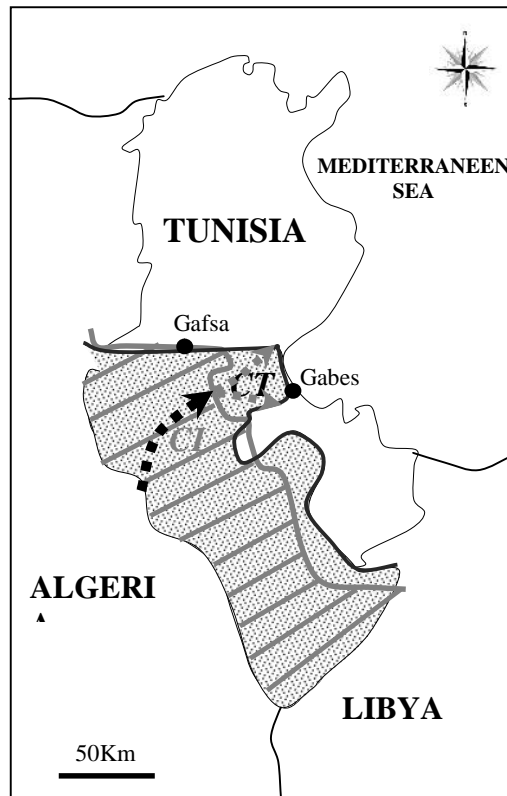 N
MEDITERRANEEN
SEA
TUNISIA
Gafsa
CT
Gabes
CI
ALGERI
A
LIBYA
50Km